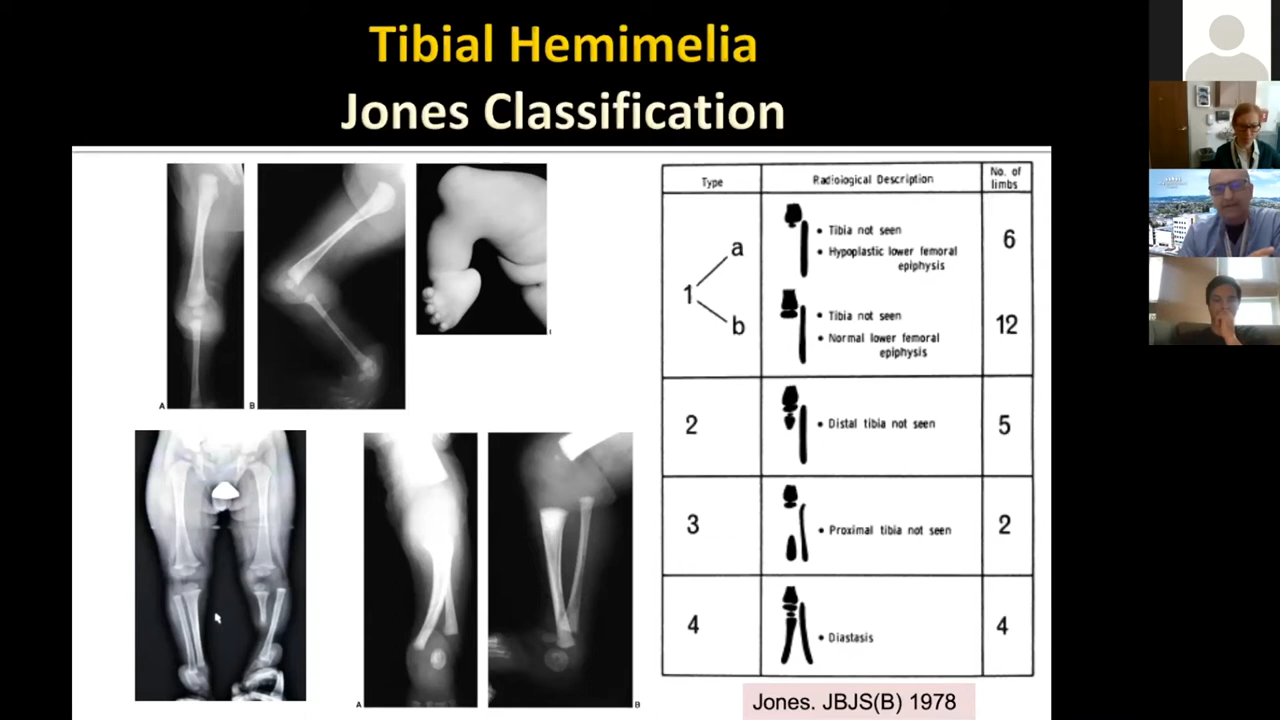 Tibial Hemimelia
Jones Classification
Type
Radiological Description
No. of
limbs
1
a
• Tibia not seen
• Hypoplastic lower femoral
epiphysis
6
b
• Tibia not seen
• Normal lower femoral
epiphysis
12
2
• Distal tibia not seen
5
3
• Proximal tibia not seen
2
4
• Diastasis
4
A
B
A
B
Jones. JBJS(B) 1978